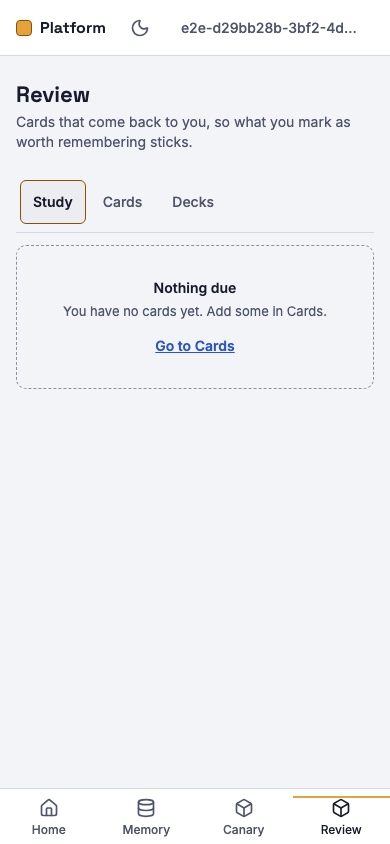 Platform
e2e-d29bb28b-3bf2-4d...
Review
Cards that come back to you, so what you mark as
worth remembering sticks.
Study
Cards
Decks
Nothing due
You have no cards yet. Add some in Cards.
Go to Cards
Home
Memory
Canary
Review